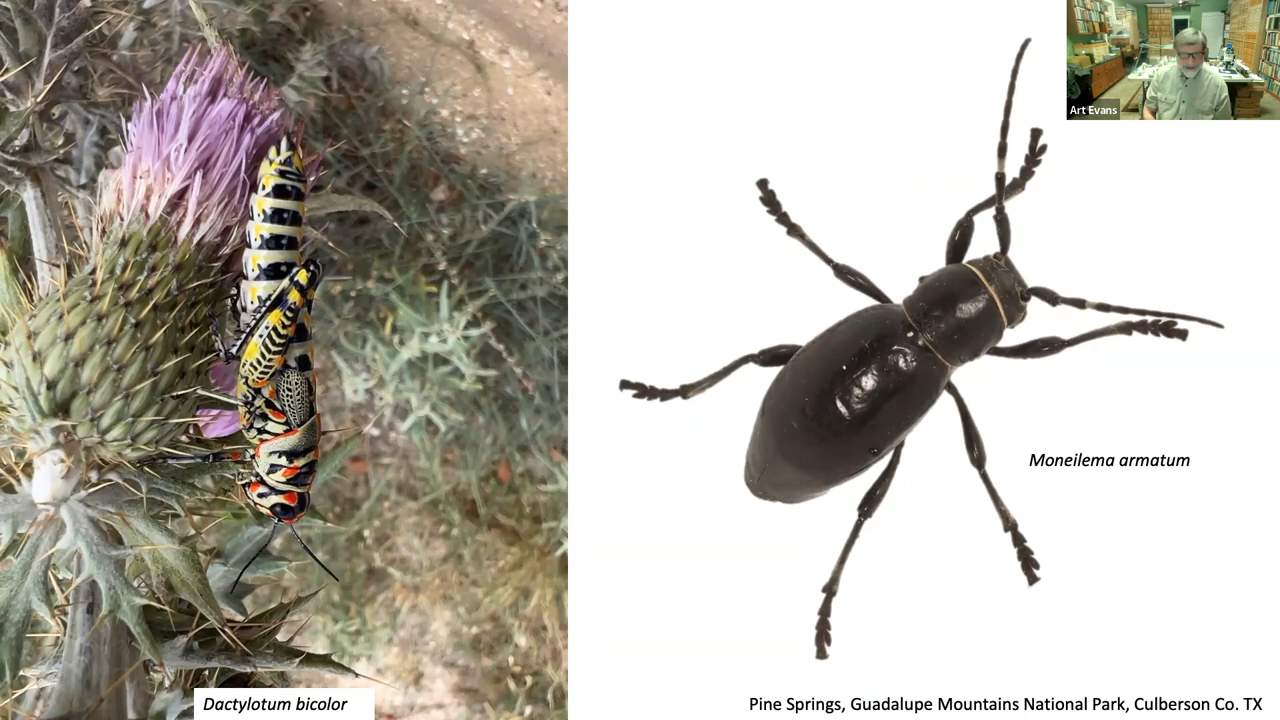 Art Evans
Moneilema armatum
Dactylotum bicolor
Pine Springs, Guadalupe Mountains National Park, Culberson Co. TX